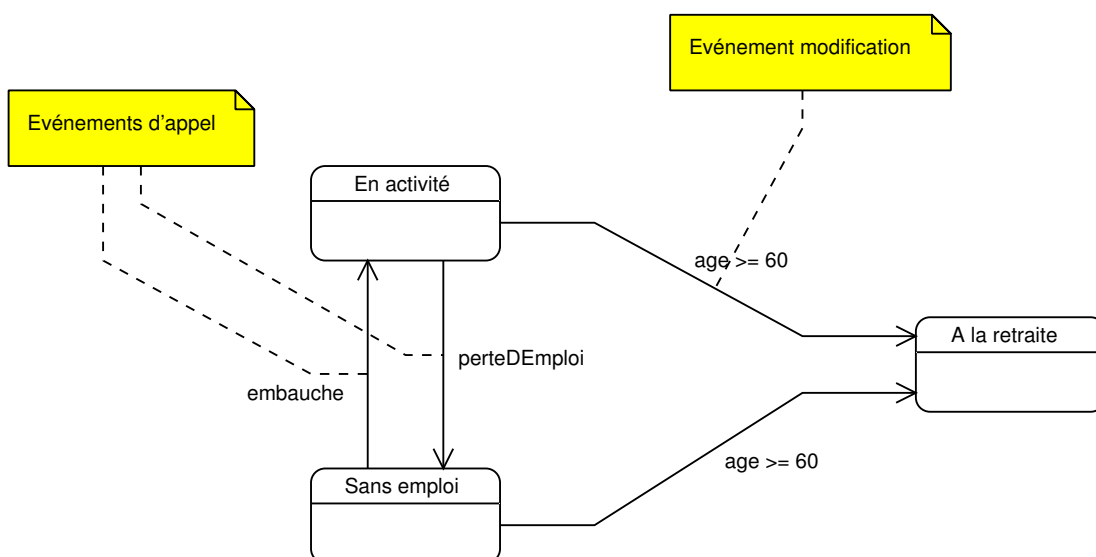 Evénement modification
Evénements d'appel
En activité
age >= 60
A la retraite
perteDEmploi
embauche
age >= 60
Sans emploi